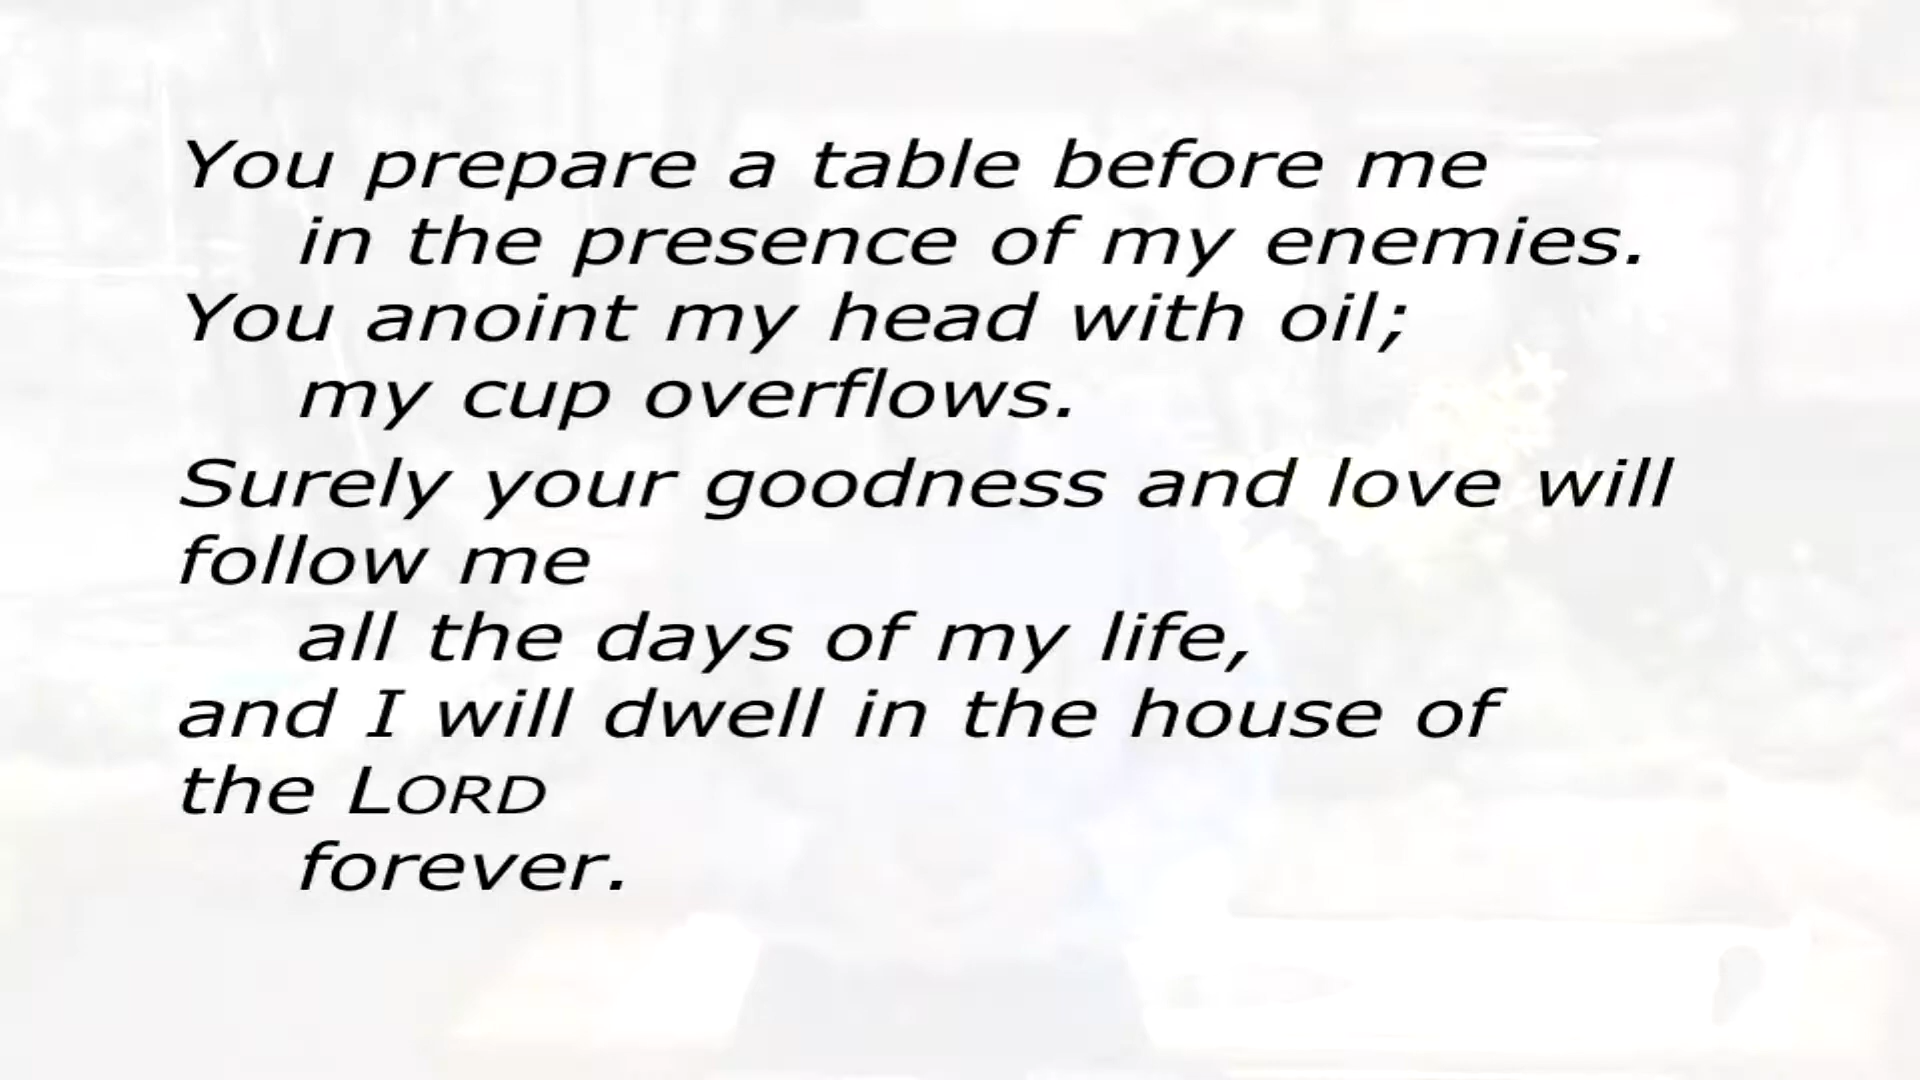 You prepare a table before me
in the presence of my enemies.
You anoint my head with oil;
my cup overflows.
Surely your goodness and love will
follow me
all the days of my life,
and I will dwell in the house of
the LORD
forever.